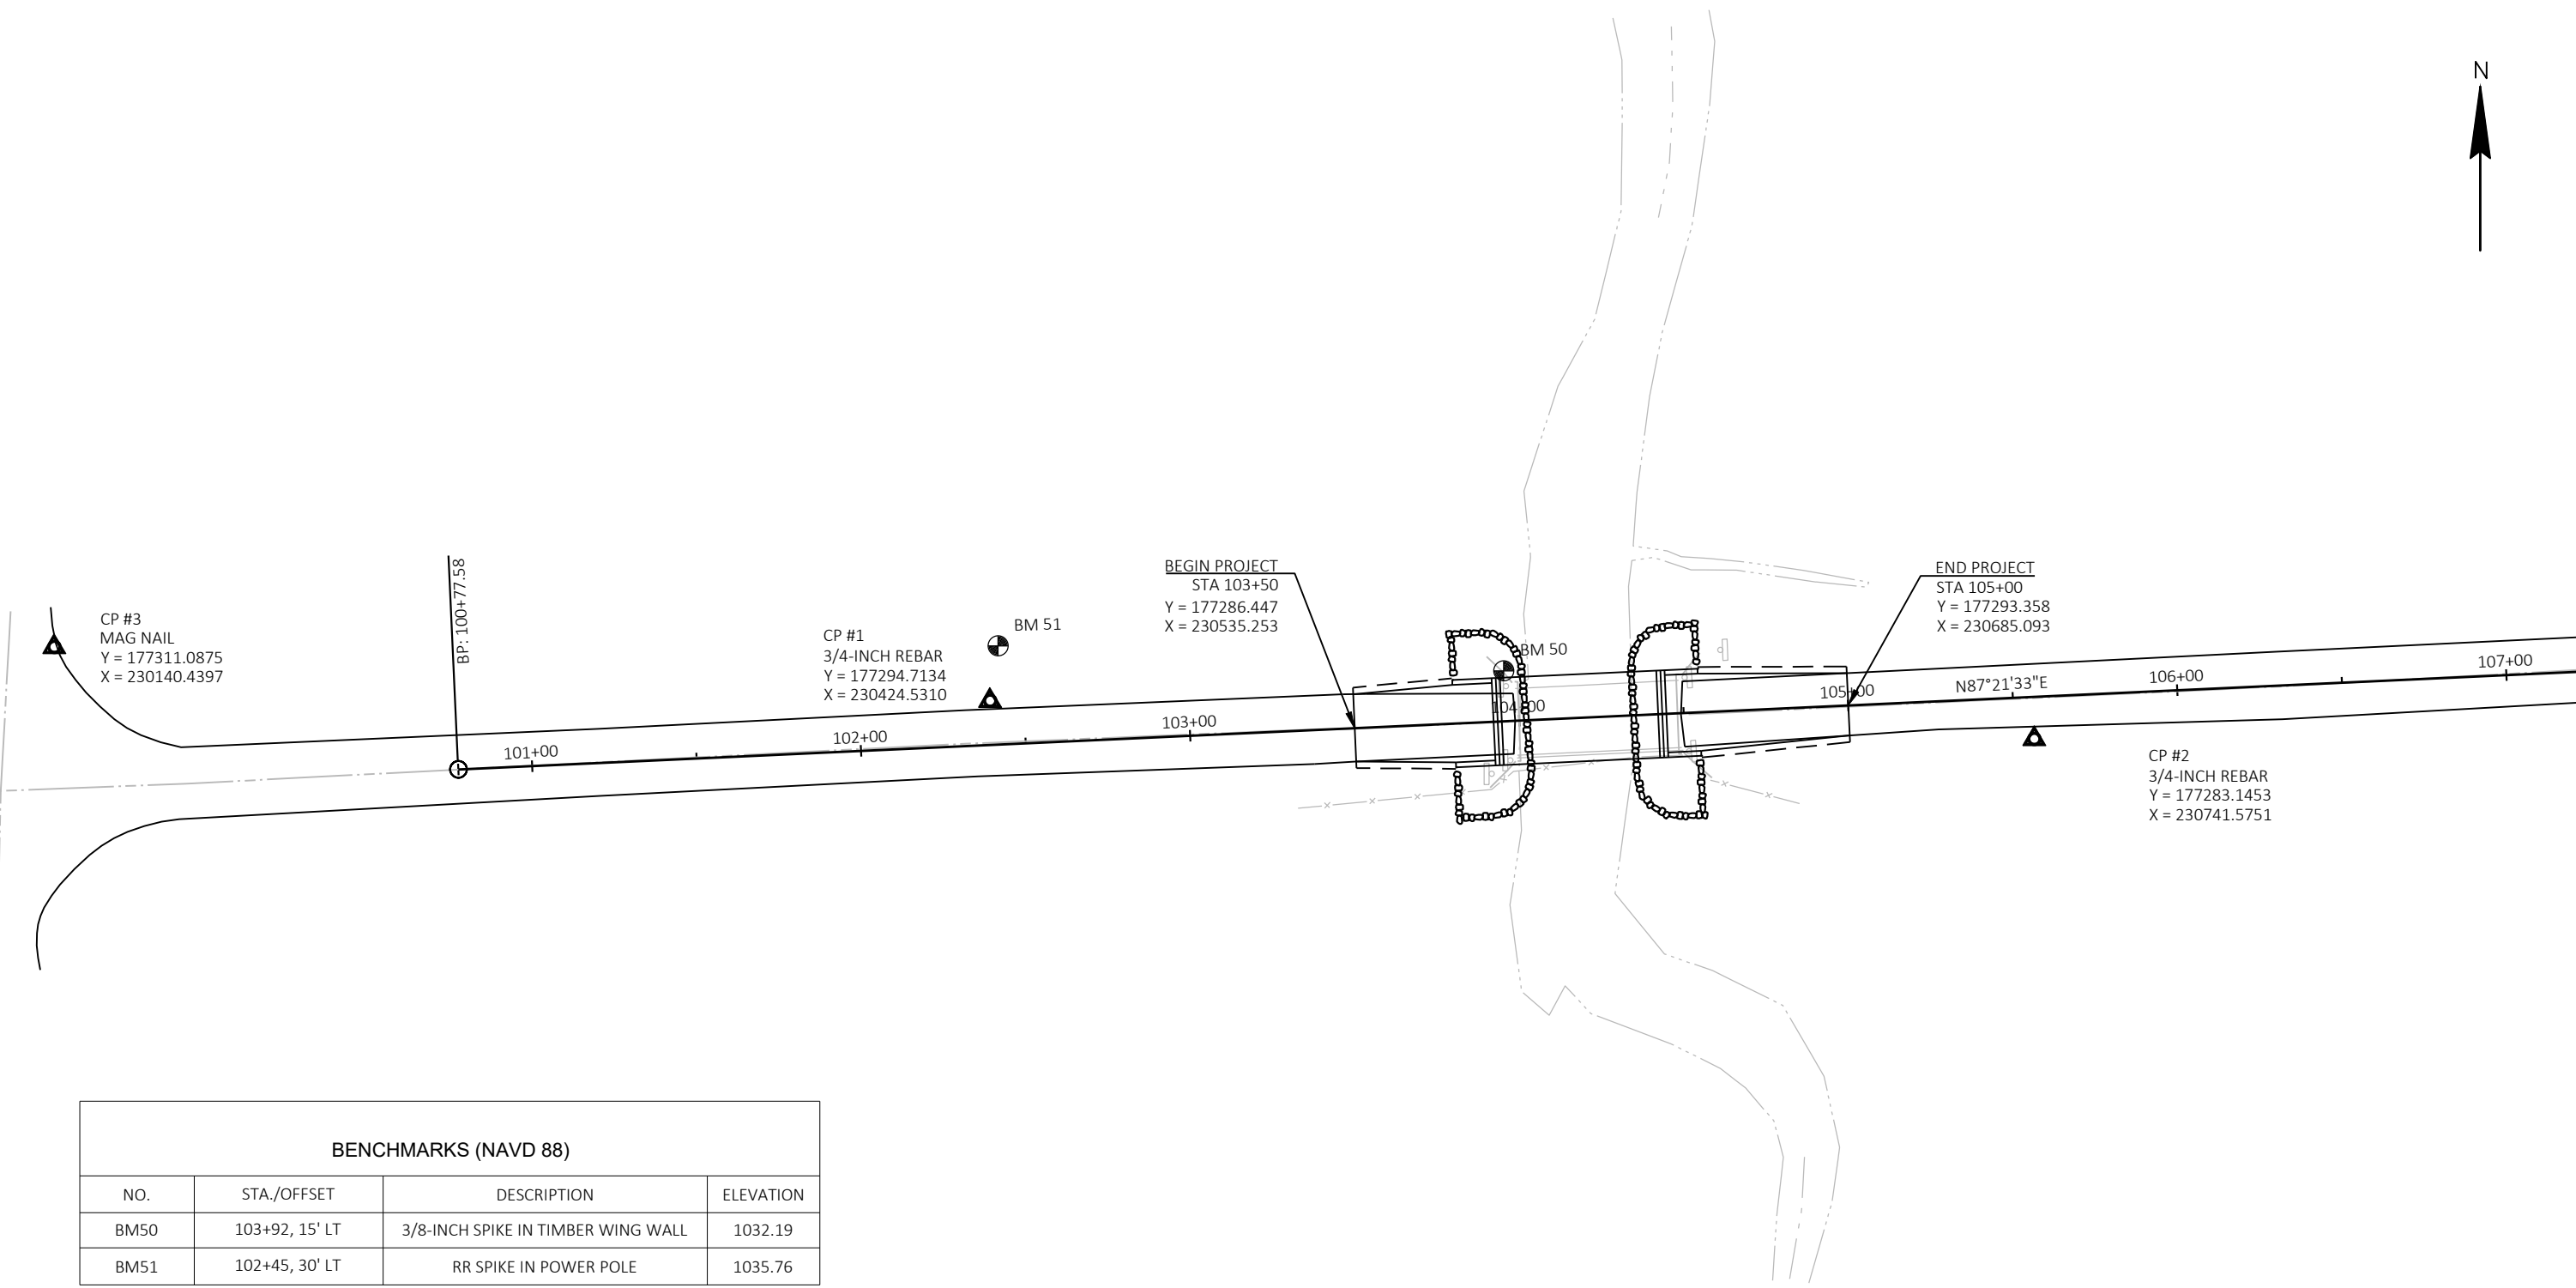 N
BP: 100+77.58
CP #3
MAG NAIL
Y = 177311.0875
X = 230140.4397
CP #1
3/4-INCH REBAR
Y = 177294.7134
X = 230424.5310
BM 51
BEGIN PROJECT
STA 103+50
Y = 177286.447
X = 230535.253
BM 50
END PROJECT
STA 105+00
Y = 177293.358
X = 230685.093
101+00
102+00
103+00
104+00
105+00
N87°21'33"E
106+00
107+00
CP #2
3/4-INCH REBAR
Y = 177283.1453
X = 230741.5751
BENCHMARKS (NAVD 88)
NO. STA./OFFSET DESCRIPTION ELEVATION
BM50 103+92, 15' LT 3/8-INCH SPIKE IN TIMBER WING WALL 1032.19
BM51 102+45, 30' LT RR SPIKE IN POWER POLE 1035.76